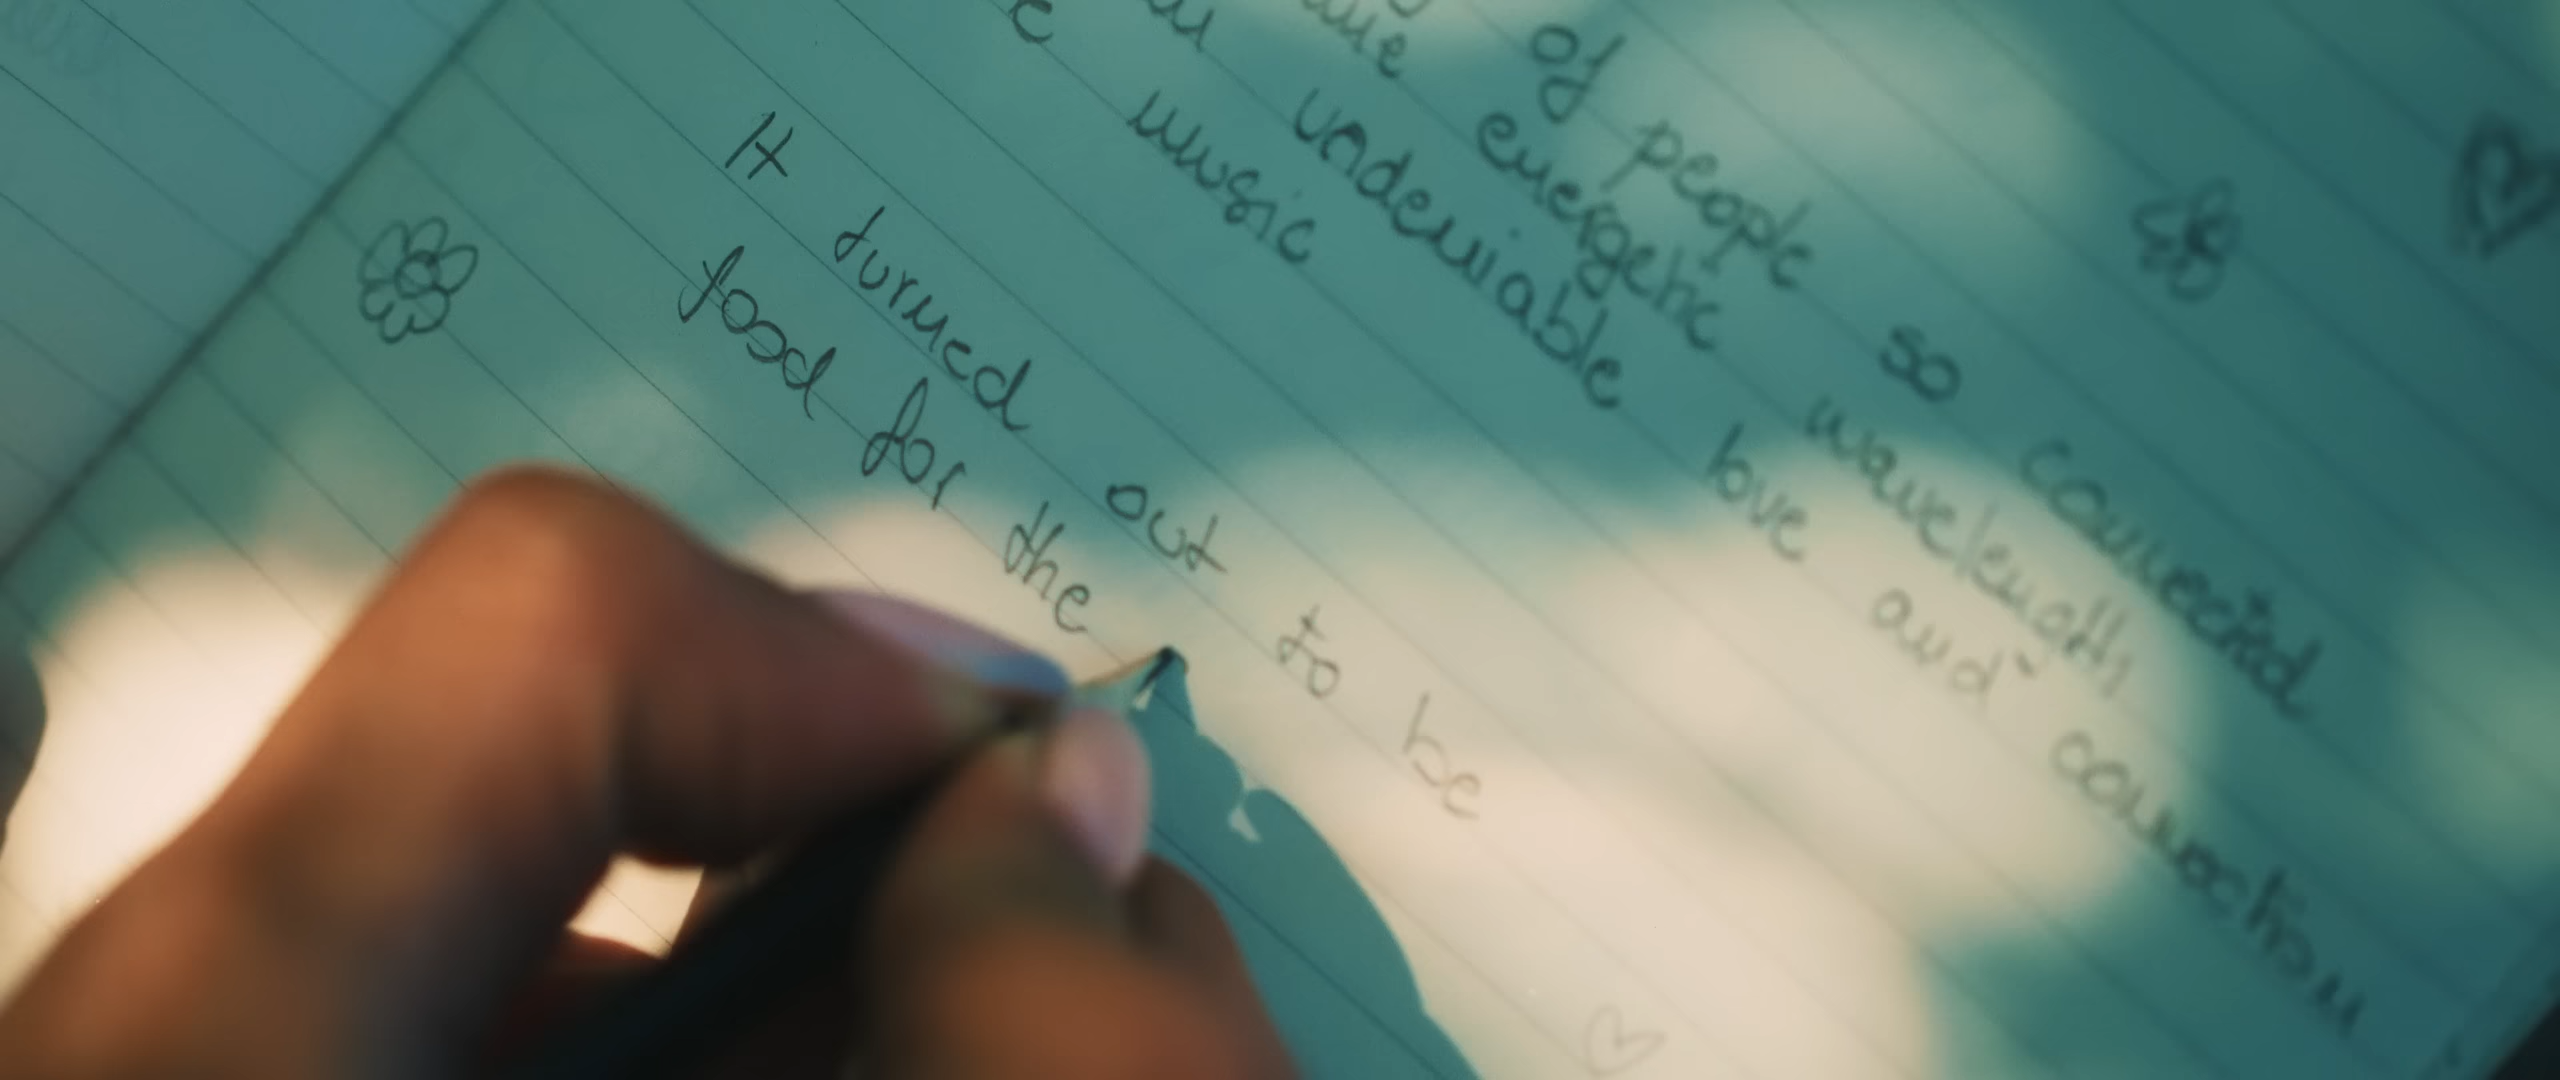 of people so connected
energetic wavelength,
undeniable love and connection
music
It turned out to be
food for the